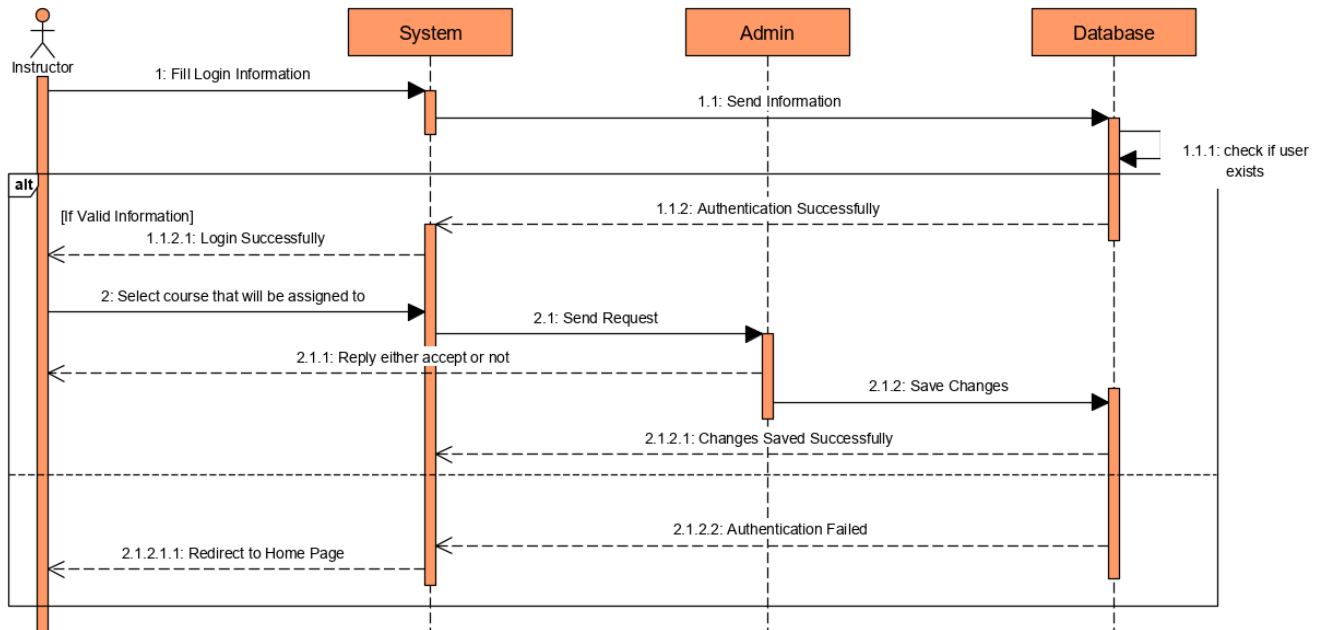 System
Admin
Database
Instructor
1: Fill Login Information
1.1: Send Information
1.1.1: check if user
exists
alt
[If Valid Information]
1.1.2: Authentication Successfully
1.1.2.1: Login Successfully
2: Select course that will be assigned to
2.1: Send Request
2.1.1: Reply either accept or not
2.1.2: Save Changes
2.1.2.1: Changes Saved Successfully
2.1.2.2: Authentication Failed
2.1.2.1.1: Redirect to Home Page